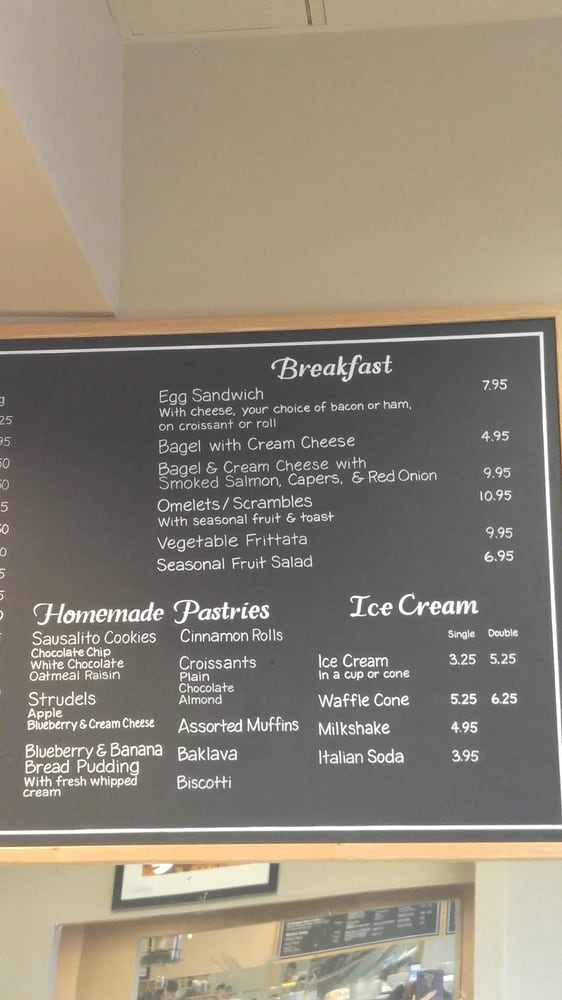 Breakfast
Egg Sandwich 7.95
With cheese, your choice of bacon or ham,
on croissant or roll
Bagel with Cream Cheese 4.95
Bagel & Cream Cheese with
Smoked Salmon, Capers, & Red Onion 9.95
Omelets / Scrambles 10.95
With seasonal fruit & toast
Vegetable Frittata 9.95
Seasonal Fruit Salad 6.95
Homemade Pastries
Sausalito Cookies
Chocolate Chip
White Chocolate
Oatmeal Raisin
Strudels
Apple
Blueberry & Cream Cheese
Blueberry & Banana
Bread Pudding
With fresh whipped
cream
Cinnamon Rolls
Croissants
Plain
Chocolate
Almond
Assorted Muffins
Baklava
Biscotti
Ice Cream
Single Double
Ice Cream 3.25 5.25
In a cup or cone
Waffle Cone 5.25 6.25
Milkshake 4.95
Italian Soda 3.95